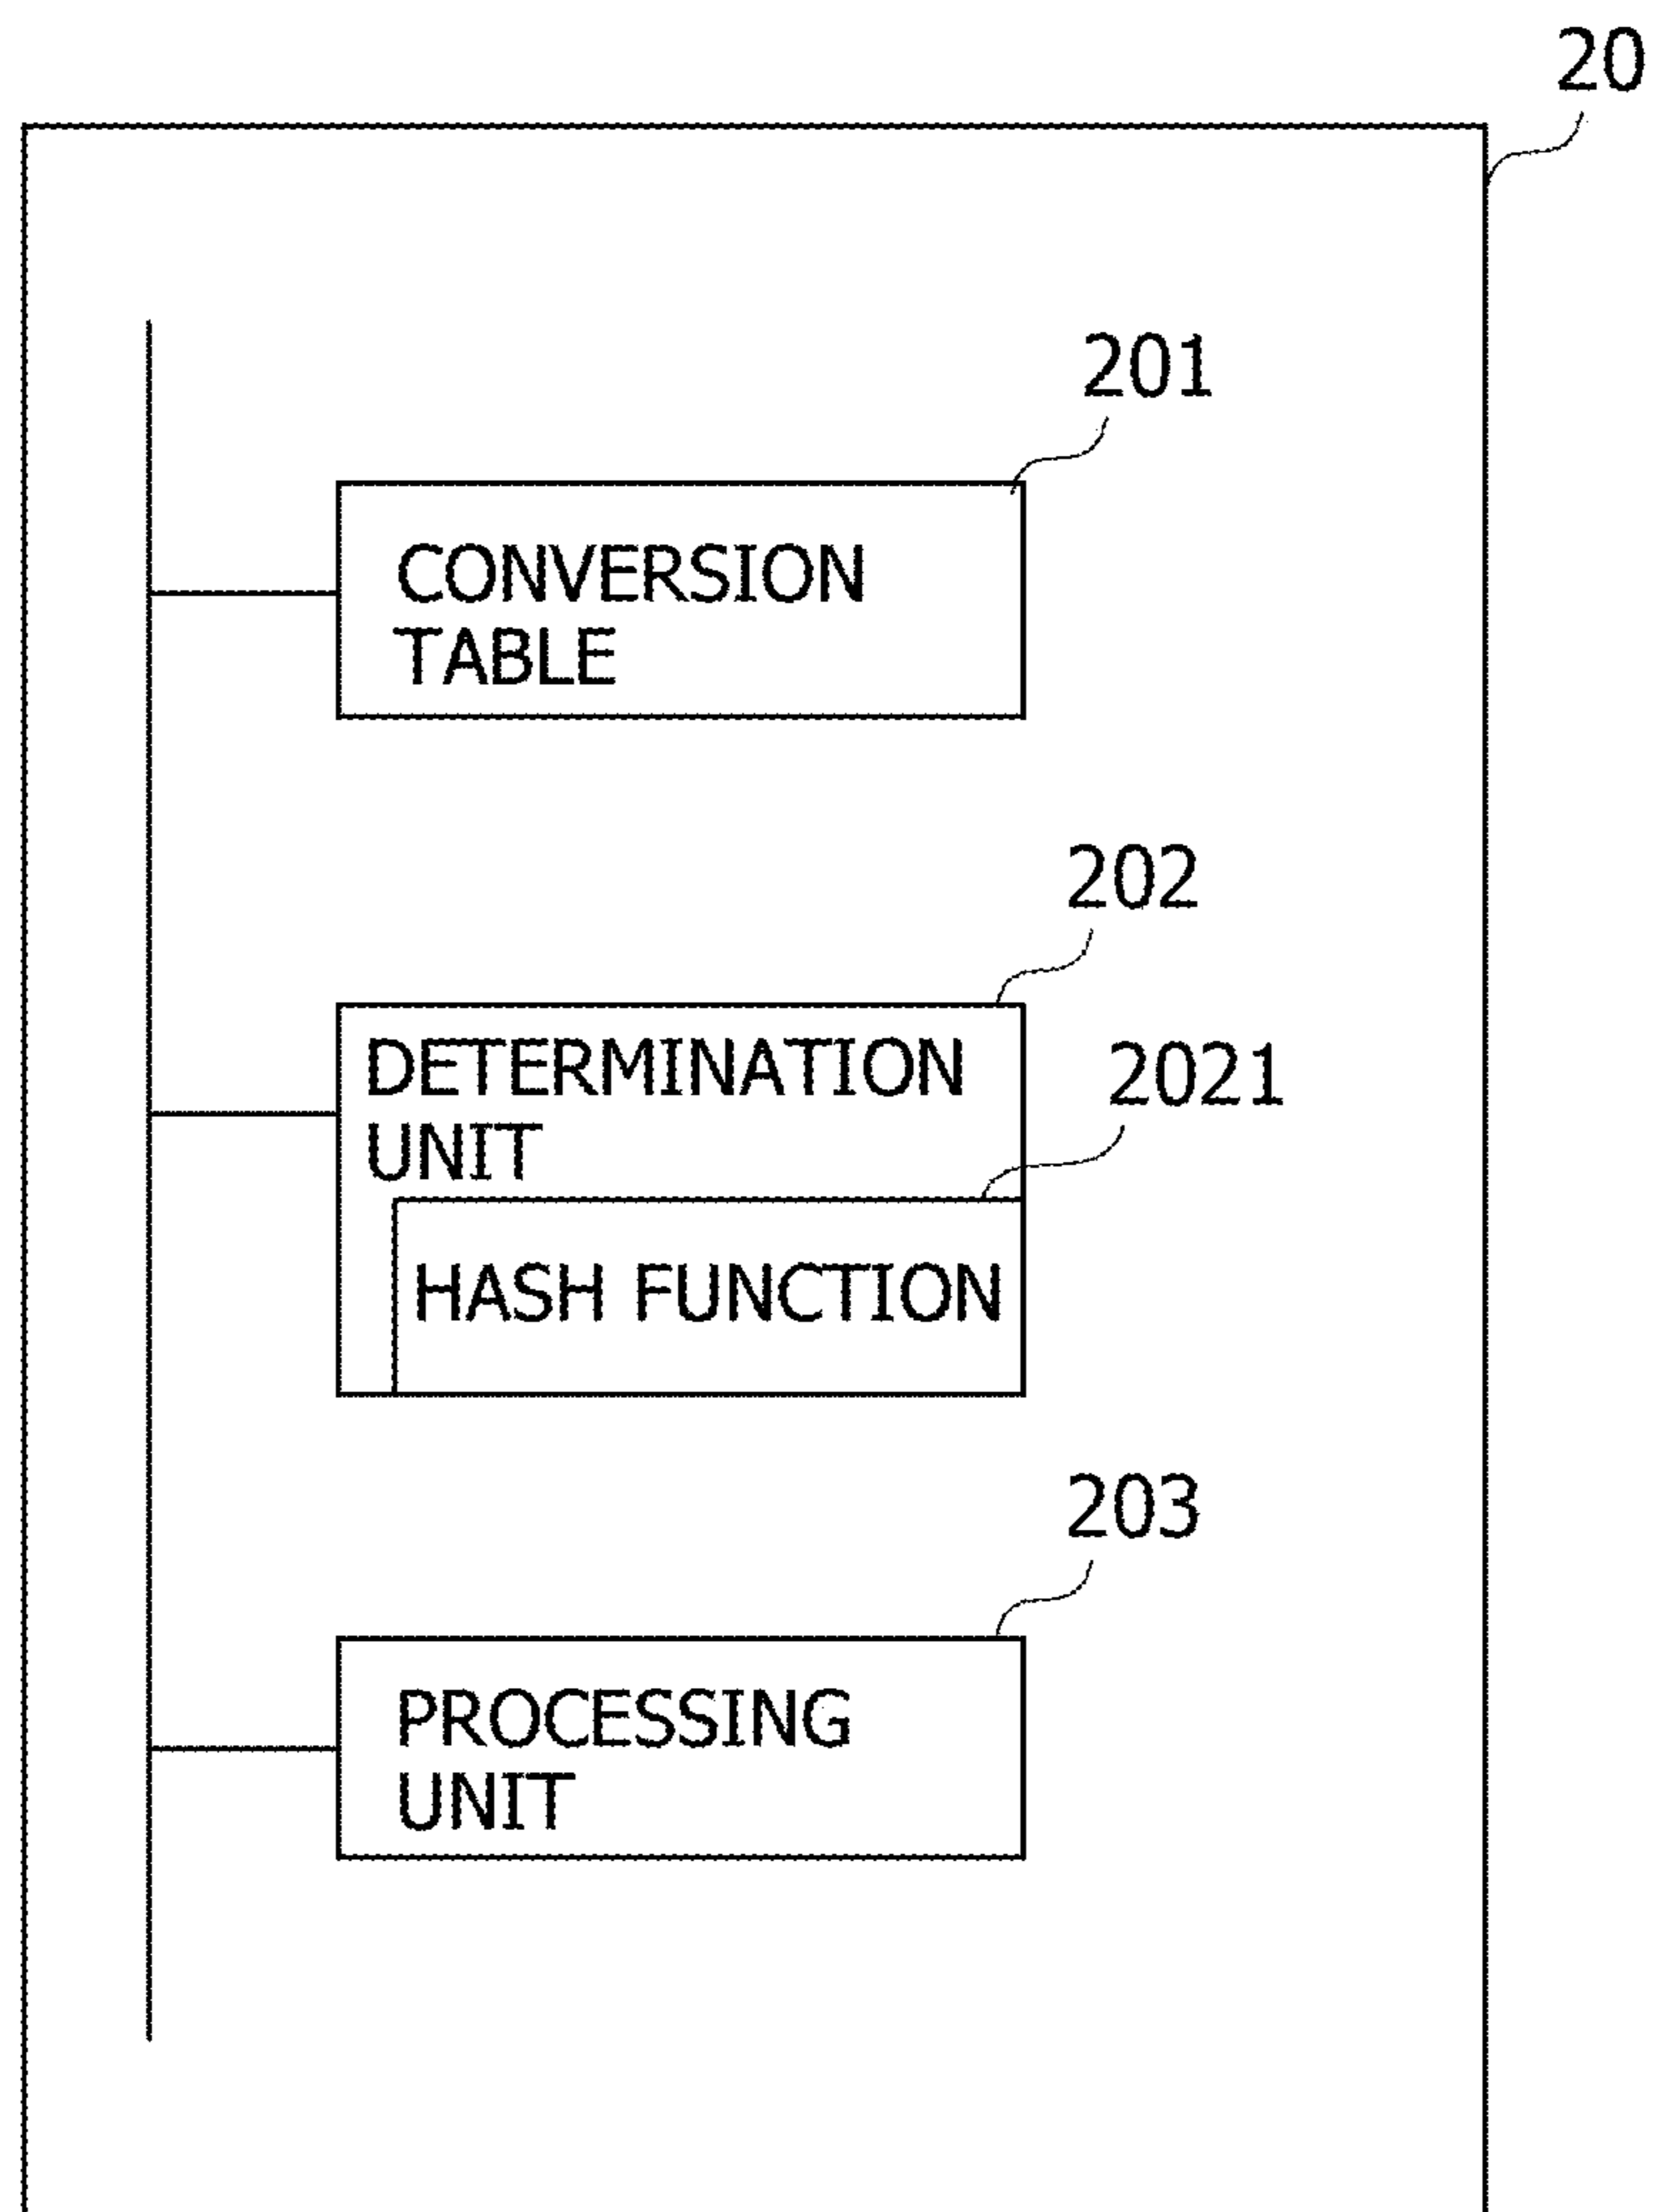 20
201
CONVERSION
TABLE
202
DETERMINATION
UNIT
2021
HASH FUNCTION
203
PROCESSING
UNIT